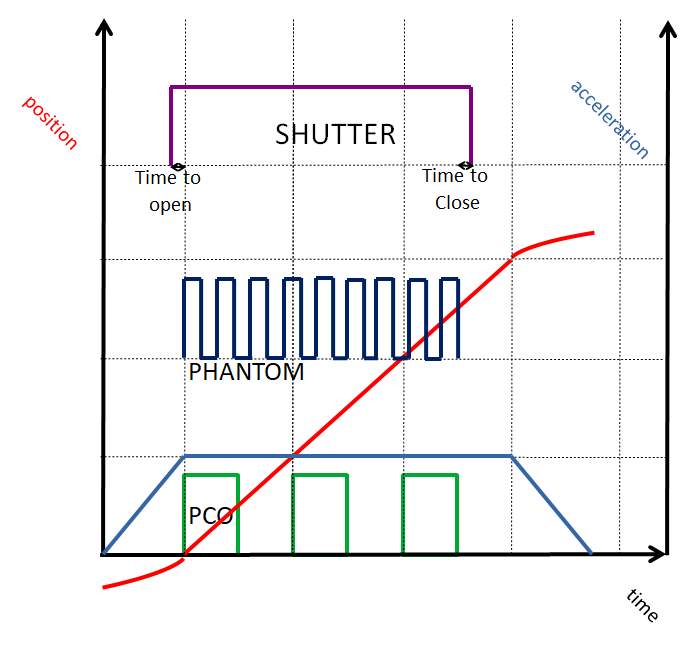 position
acceleration
SHUTTER
Time to
open
Time to
Close
PHANTOM
PCO
time